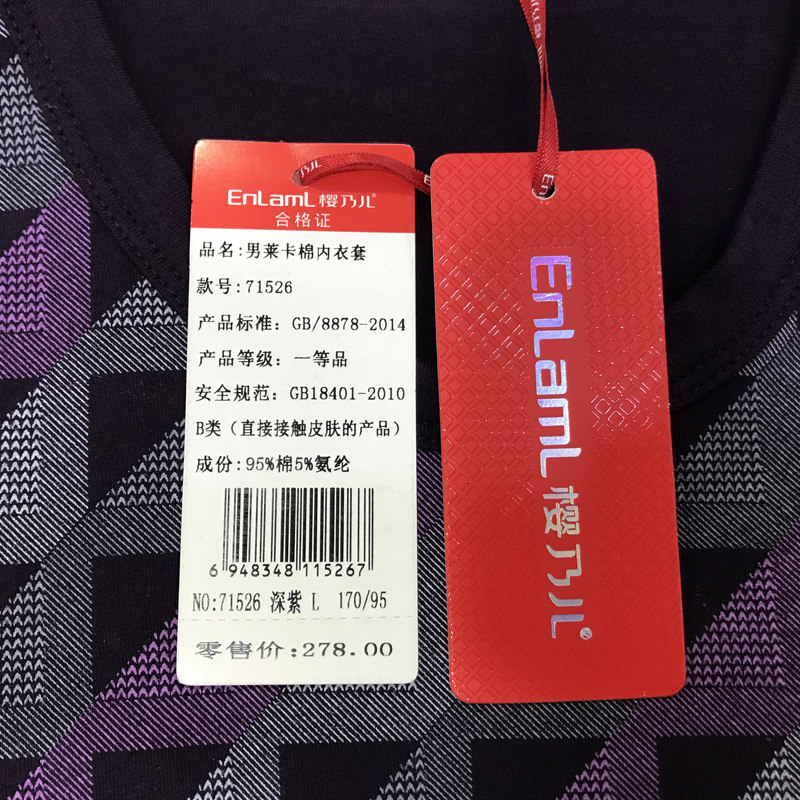 EnLamL 樱乃儿®
合格证
品名:男莱卡棉内衣套
款号:71526
产品标准: GB/8878-2014
产品等级: 一等品
安全规范: GB18401-2010
B类（直接接触皮肤的产品）
成份:95%棉5%氨纶
6 948348 115267
NO:71526 深紫 L 170/95
零售价:278.00
EnLamL 樱乃儿®